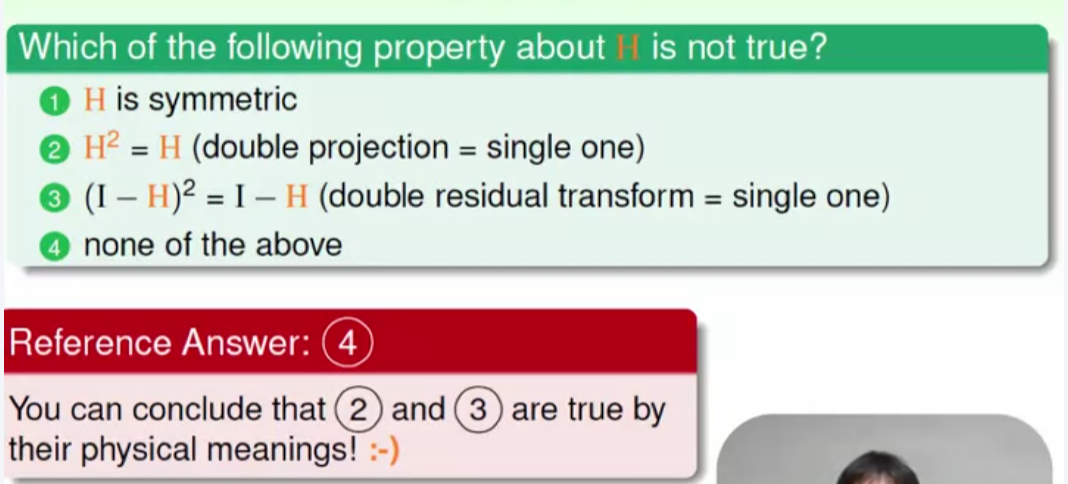 Which of the following property about H is not true?
1 H is symmetric
2 H² = H (double projection = single one)
3 (I − H)² = I − H (double residual transform = single one)
4 none of the above
Reference Answer: ④
You can conclude that ② and ③ are true by
their physical meanings! :-)